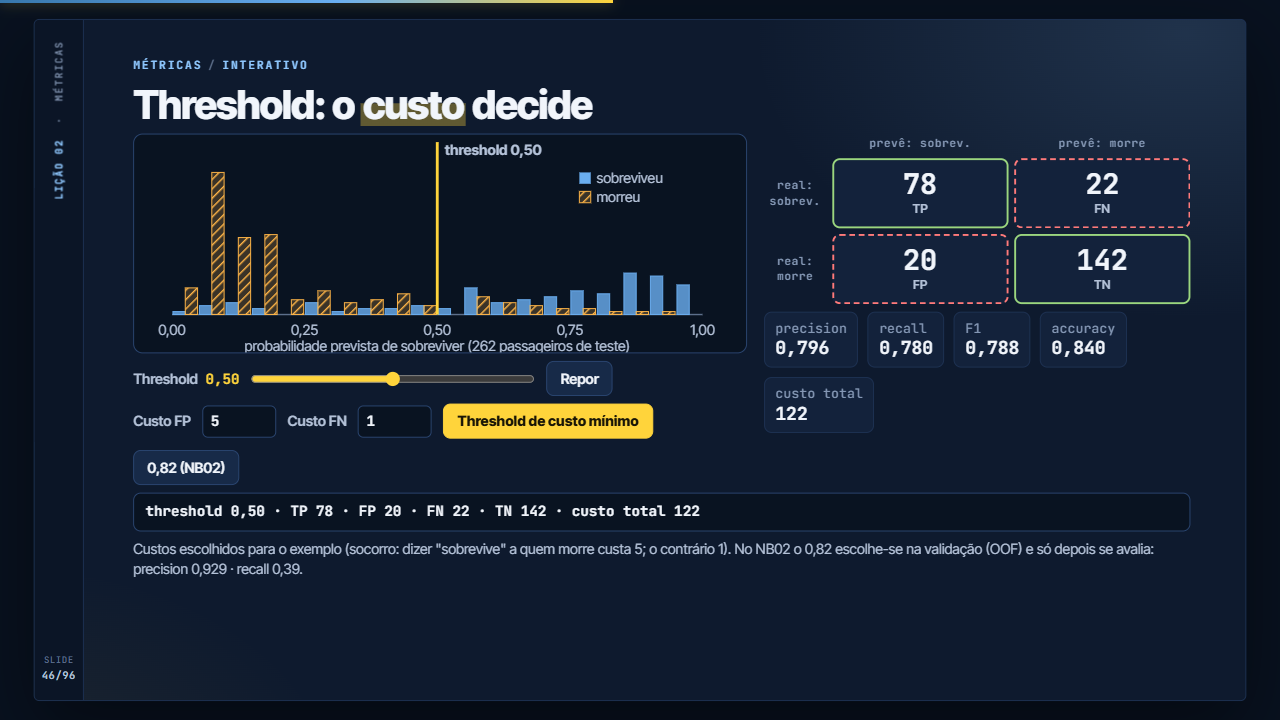 LIÇÃO 02 · MÉTRICAS
MÉTRICAS / INTERATIVO
Threshold: o custo decide
threshold 0,50
sobreviveu
morreu
0,00 0,25 0,50 0,75 1,00
probabilidade prevista de sobreviver (262 passageiros de teste)
Threshold 0,50 Repor
Custo FP 5 Custo FN 1 Threshold de custo mínimo
0,82 (NB02)
prevê: sobrev. prevê: morre
real: sobrev.
78
TP
22
FN
real: morre
20
FP
142
TN
precision recall F1 accuracy
0,796 0,780 0,788 0,840
custo total
122
threshold 0,50 · TP 78 · FP 20 · FN 22 · TN 142 · custo total 122
Custos escolhidos para o exemplo (socorro: dizer "sobrevive" a quem morre custa 5; o contrário 1). No NB02 o 0,82 escolhe-se na validação (OOF) e só depois se avalia:
precision 0,929 · recall 0,39.
SLIDE
46/96